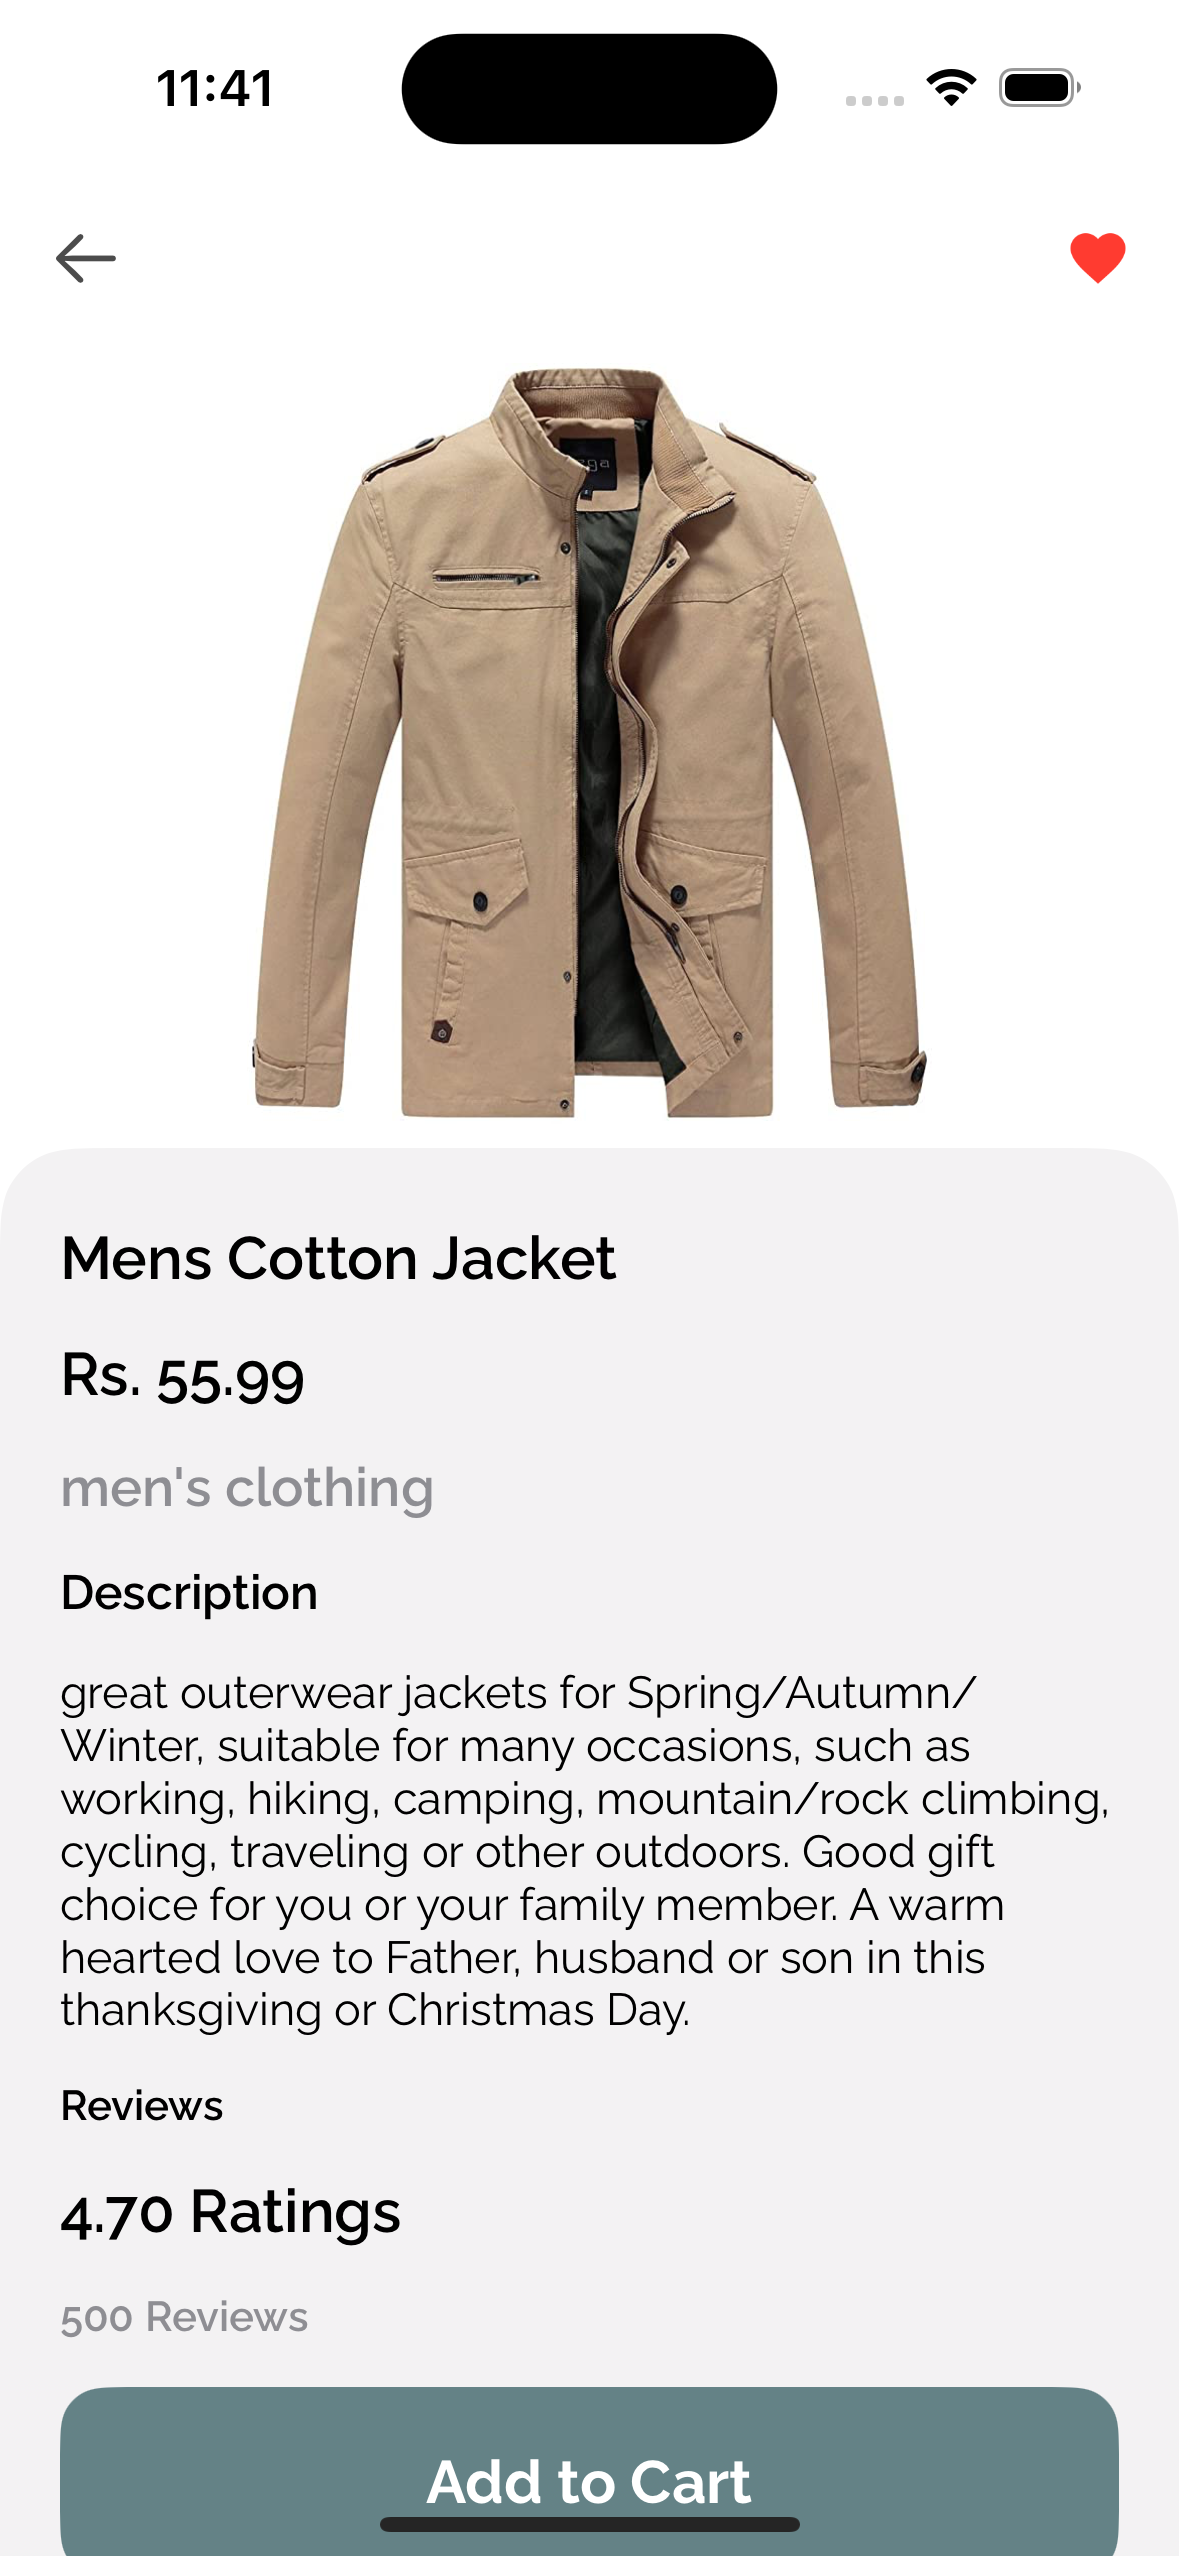 11:41
Mens Cotton Jacket
Rs. 55.99
men's clothing
Description
great outerwear jackets for Spring/Autumn/
Winter, suitable for many occasions, such as
working, hiking, camping, mountain/rock climbing,
cycling, traveling or other outdoors. Good gift
choice for you or your family member. A warm
hearted love to Father, husband or son in this
thanksgiving or Christmas Day.
Reviews
4.70 Ratings
500 Reviews
Add to Cart